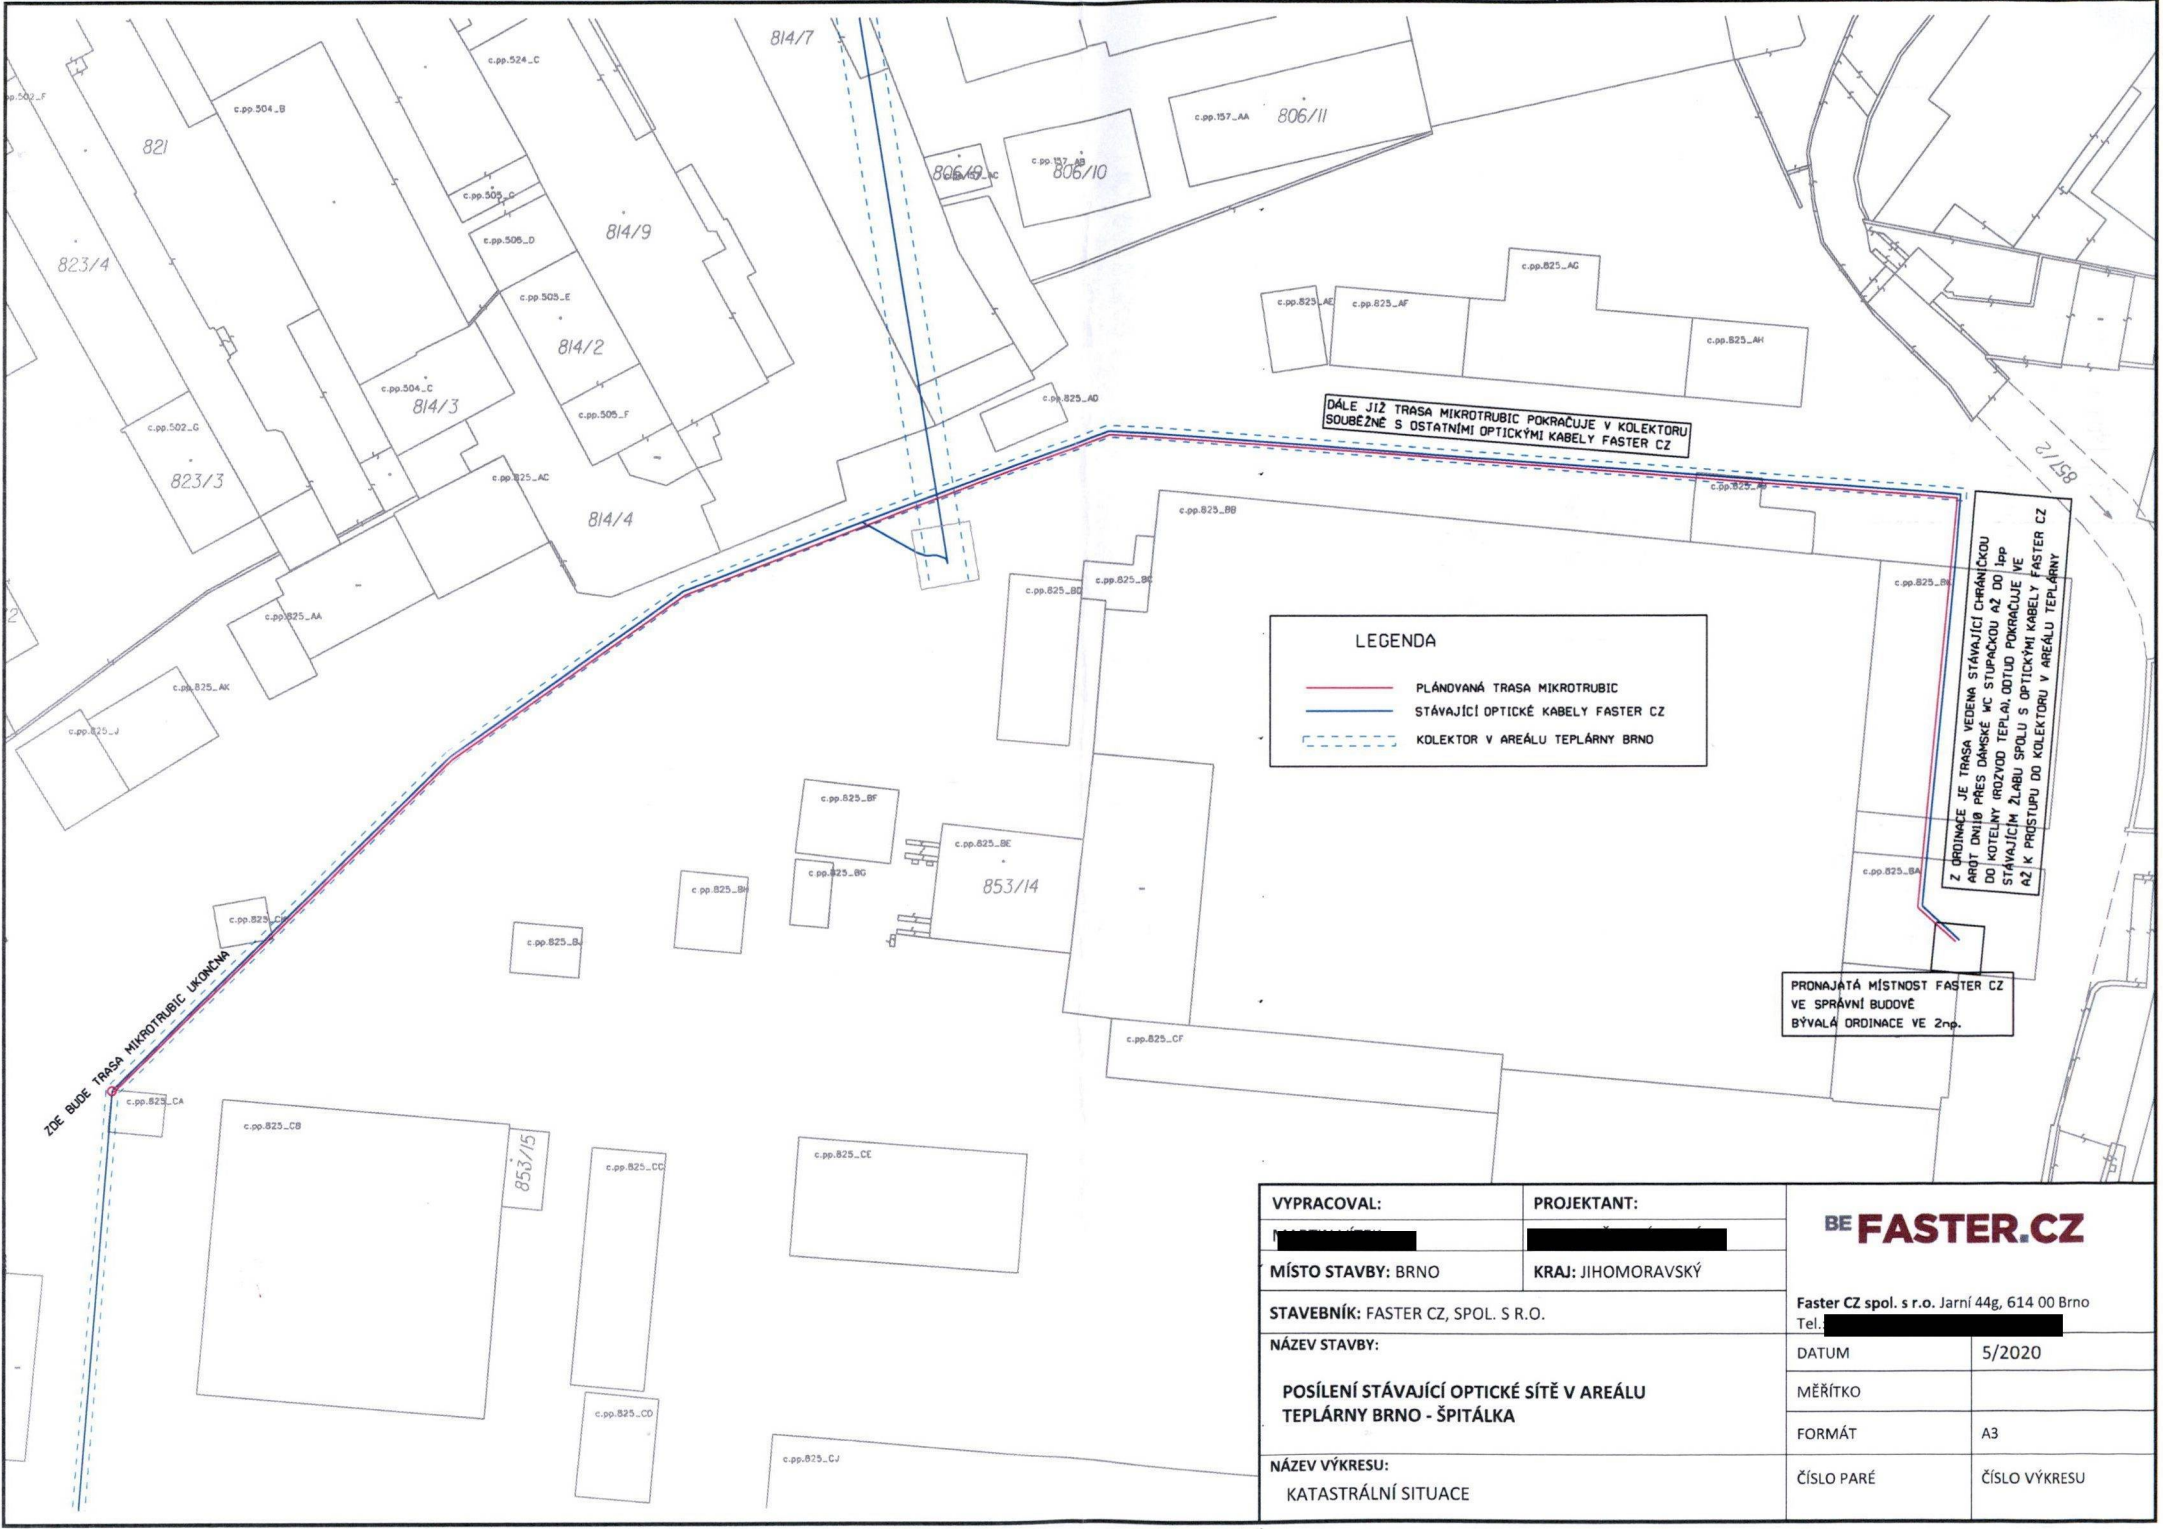 814/7
c.pp.524_C
c.pp.504_B
821
c.pp.157_AA
806/11
c.pp.157_AB
806/10
806/9
c.pp.505_C
c.pp.506_D
814/9
823/4
c.pp.505_E
814/2
c.pp.504_C
814/3
c.pp.505_F
c.pp.502_G
823/3
c.pp.825_AC
814/4
c.pp.825_AG
c.pp.825_AE
c.pp.825_AF
c.pp.825_AH
c.pp.825_AD
DÁLE JIŽ TRASA MIKROTRUBIC POKRAČUJE V KOLEKTORU
SOUBĚŽNĚ S OSTATNÍMI OPTICKÝMI KABELY FASTER CZ
857/2
c.pp.825_BB
c.pp.825_BC
c.pp.825_BD
c.pp.825_AA
c.pp.825_AK
c.pp.825_J
LEGENDA
PLÁNOVANÁ TRASA MIKROTRUBIC
STÁVAJÍCÍ OPTICKÉ KABELY FASTER CZ
KOLEKTOR V AREÁLU TEPLÁRNY BRNO
Z ORDINACE JE TRASA VEDENA STÁVAJÍCÍ CHRÁNIČKOU
AROT DN110 PŘES DÁMSKÉ WC STUPAČKOU AŽ DO 1pp
DO KOTELNY (ROZVOD TEPLA). ODTUD POKRAČUJE VE
STÁVAJÍCÍM ŽLABU SPOLU S OPTICKÝMI KABELY FASTER CZ
AŽ K PROSTUPU DO KOLEKTORU V AREÁLU TEPLÁRNY
c.pp.825_BF
c.pp.825_BE
853/14
c.pp.825_BG
c.pp.825_BH
c.pp.825_BJ
c.pp.825_BA
PRONAJATÁ MÍSTNOST FASTER CZ
VE SPRÁVNÍ BUDOVĚ
BÝVALÁ ORDINACE VE 2np.
ZDE BUDE TRASA MIKROTRUBIC UKONČNA
c.pp.825_CF
c.pp.825_CA
c.pp.825_CB
853/15
c.pp.825_CC
c.pp.825_CE
c.pp.825_CD
c.pp.825_CJ
VYPRACOVAL:
PROJEKTANT:
MÍSTO STAVBY: BRNO
KRAJ: JIHOMORAVSKÝ
STAVEBNÍK: FASTER CZ, SPOL. S R.O.
NÁZEV STAVBY:
POSÍLENÍ STÁVAJÍCÍ OPTICKÉ SÍTĚ V AREÁLU
TEPLÁRNY BRNO - ŠPITÁLKA
NÁZEV VÝKRESU:
KATASTRÁLNÍ SITUACE
BE FASTER.CZ
Faster CZ spol. s r.o. Jarní 44g, 614 00 Brno
Tel.:
DATUM
5/2020
MĚŘÍTKO
FORMÁT
A3
ČÍSLO PARÉ
ČÍSLO VÝKRESU